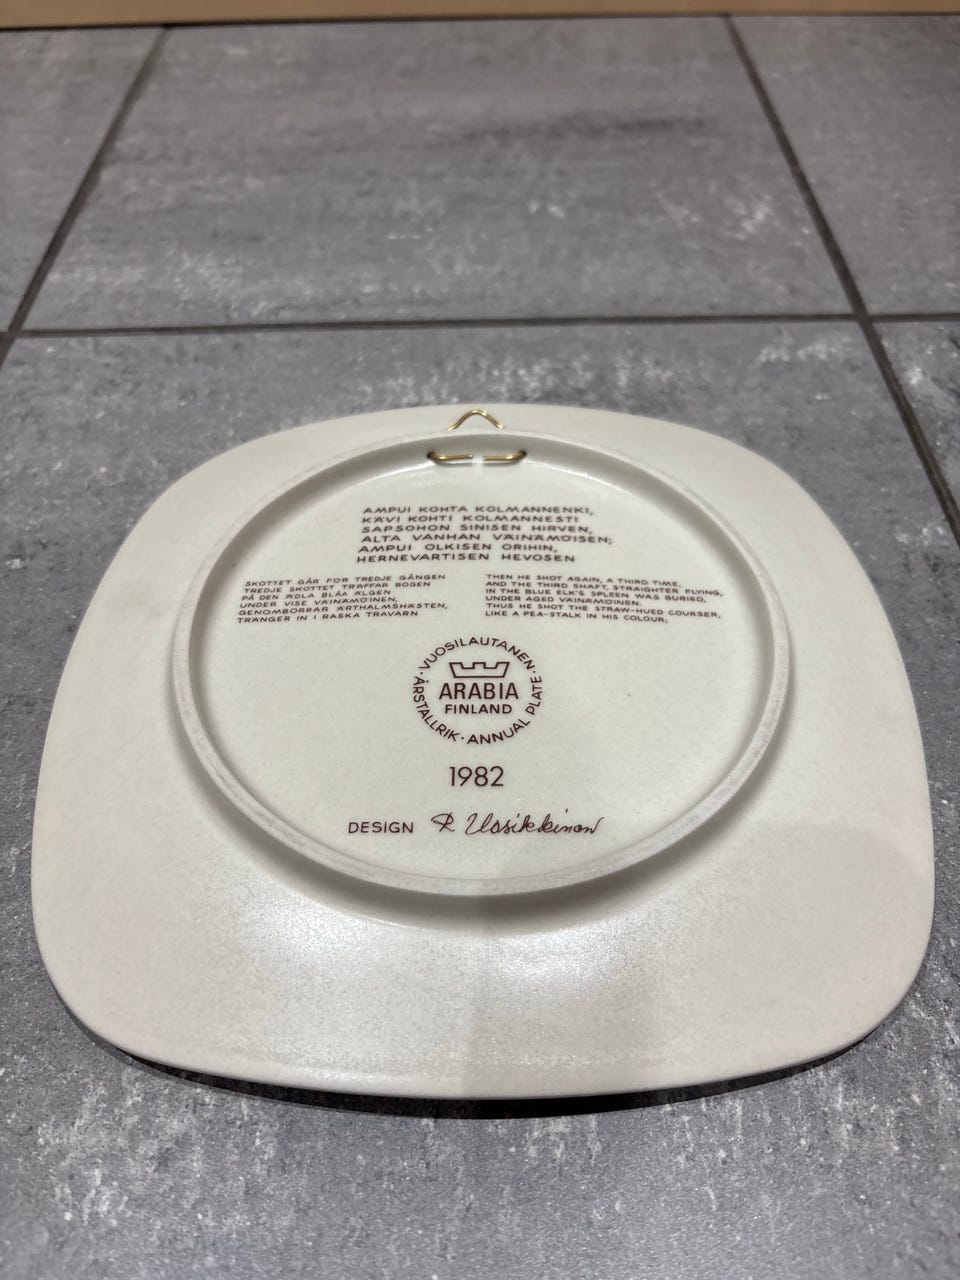 AMPUI KOHTA KOLMANNENKI,
KÄVI KOHTI KOLMANNESTI
SAPSOHON SINISEN HIRVEN,
ALTA VANHAN VÄINÄMÖISEN;
AMPUI OLKISEN ORIHIN,
HERNEVARTISEN HEVOSEN
SKOTTET GÅR FÖR TREDJE GÅNGEN
TREDJE SKOTTET TRÄFFAR BOGEN
PÅ DEN ÄDLA BLÅA ÄLGEN
UNDER VISE VÄINÄMÖINEN,
GENOMBORRAR ÄRTHALMSHÄSTEN,
TRÄNGER IN I RASKA TRAVARN
THEN HE SHOT AGAIN, A THIRD TIME,
AND THE THIRD SHAFT, STRAIGHTER FLYING,
IN THE BLUE ELK'S SPLEEN WAS BURIED,
UNDER AGED VÄINÄMÖINEN.
THUS HE SHOT THE STRAW-HUED COURSER,
LIKE A PEA-STALK IN HIS COLOUR;
· VUOSILAUTANEN ·
ARABIA
FINLAND
ÅRSTALLRIK · ANNUAL PLATE
1982
DESIGN R Uosikkinen